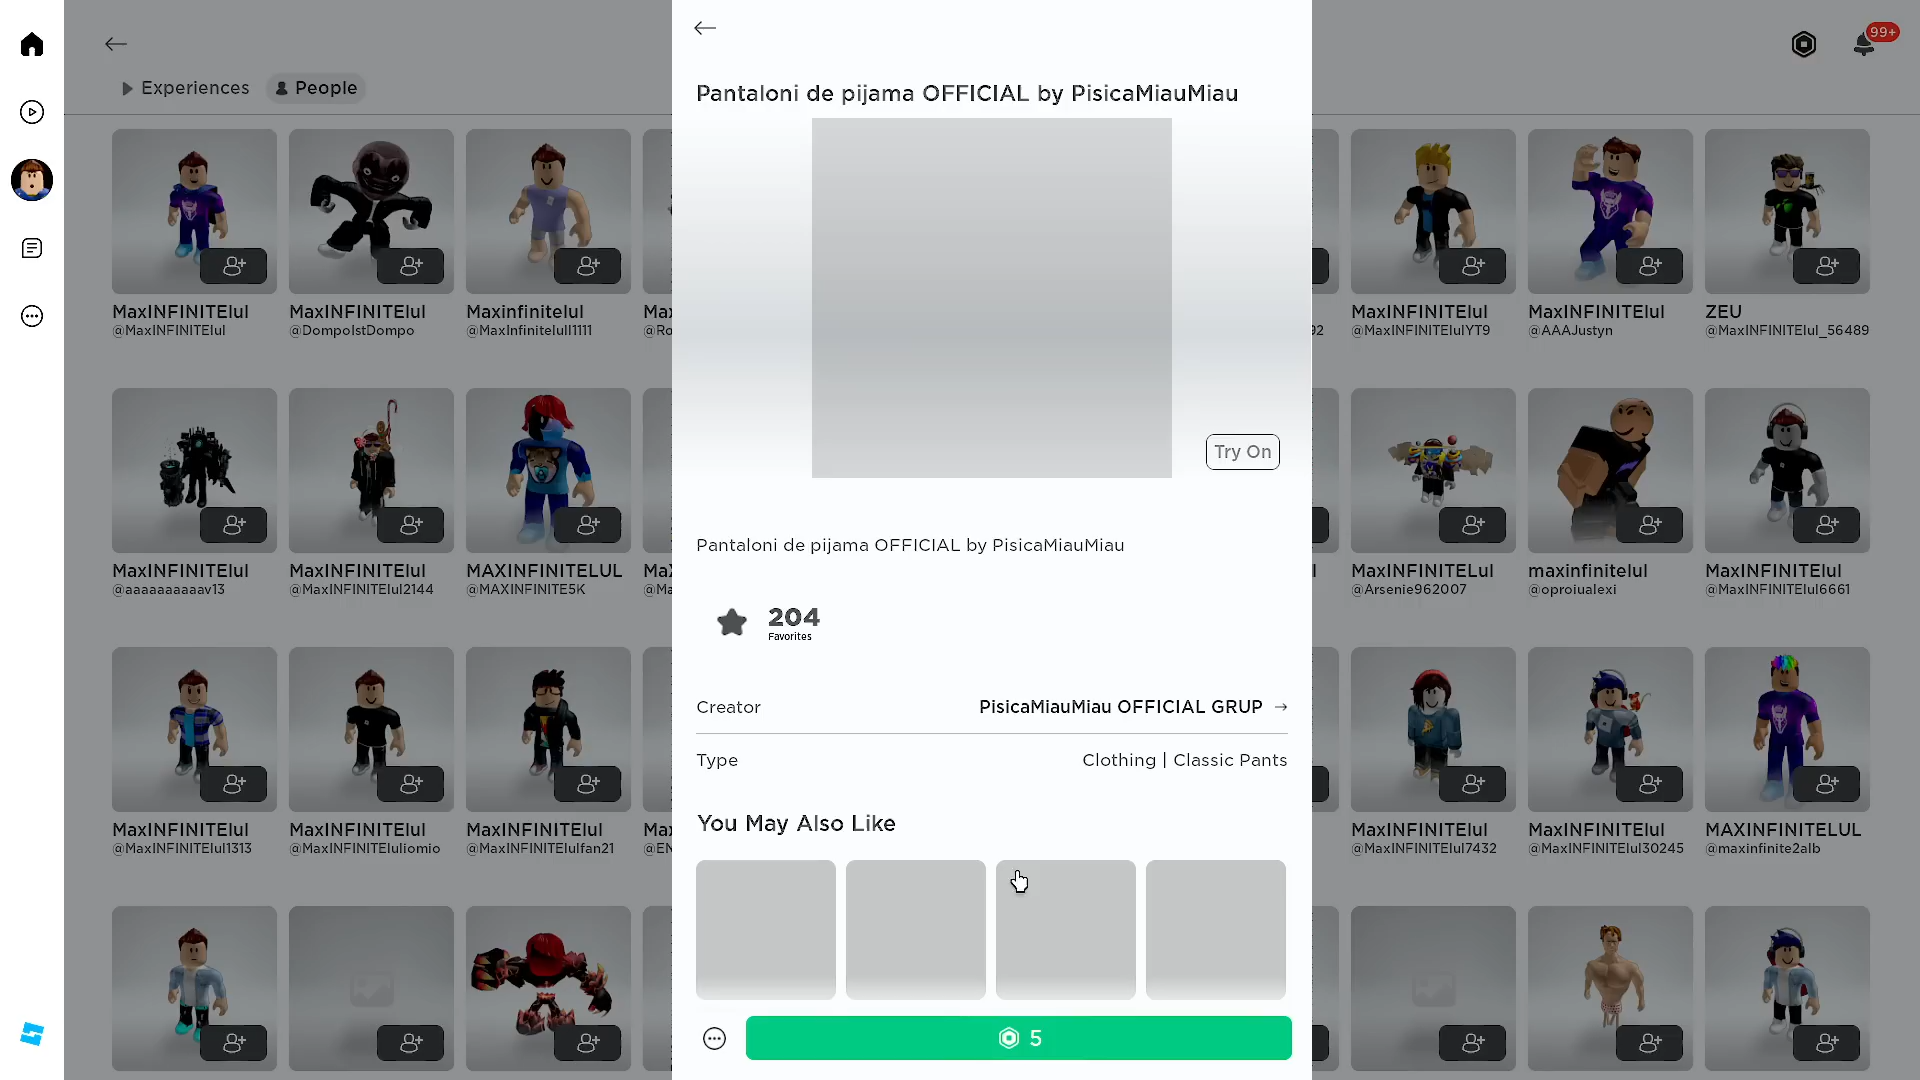 99+
Experiences
People
Pantaloni de pijama OFFICIAL by PisicaMiauMiau
Try On
Pantaloni de pijama OFFICIAL by PisicaMiauMiau
204
Favorites
Creator
PisicaMiauMiau OFFICIAL GRUP →
Type
Clothing | Classic Pants
You May Also Like
5
MaxINFINITElul
@MaxINFINITElul
MaxINFINITElul
@DompolstDompo
Maxinfinitelul
@Maxinfinitelull1111
MaxINFINITElul
@MaxINFINITElulYT9
MaxINFINITElul
@AAAJustyn
ZEU
@MaxINFINITElul_56489
MaxINFINITElul
@aaaaaaaaaav13
MaxINFINITElul
@MaxINFINITElul2144
MAXINFINITELUL
@MAXINFINITE5K
MaxINFINITELul
@Arsenie962007
maxinfinitelul
@oproiualexi
MaxINFINITElul
@MaxINFINITElul6661
MaxINFINITElul
@MaxINFINITElul1313
MaxINFINITElul
@MaxINFINITEluliomio
MaxINFINITElul
@MaxINFINITElulfan21
MaxINFINITElul
@MaxINFINITElul7432
MaxINFINITElul
@MaxINFINITElul30245
MAXINFINITELUL
@maxinfinite2alb